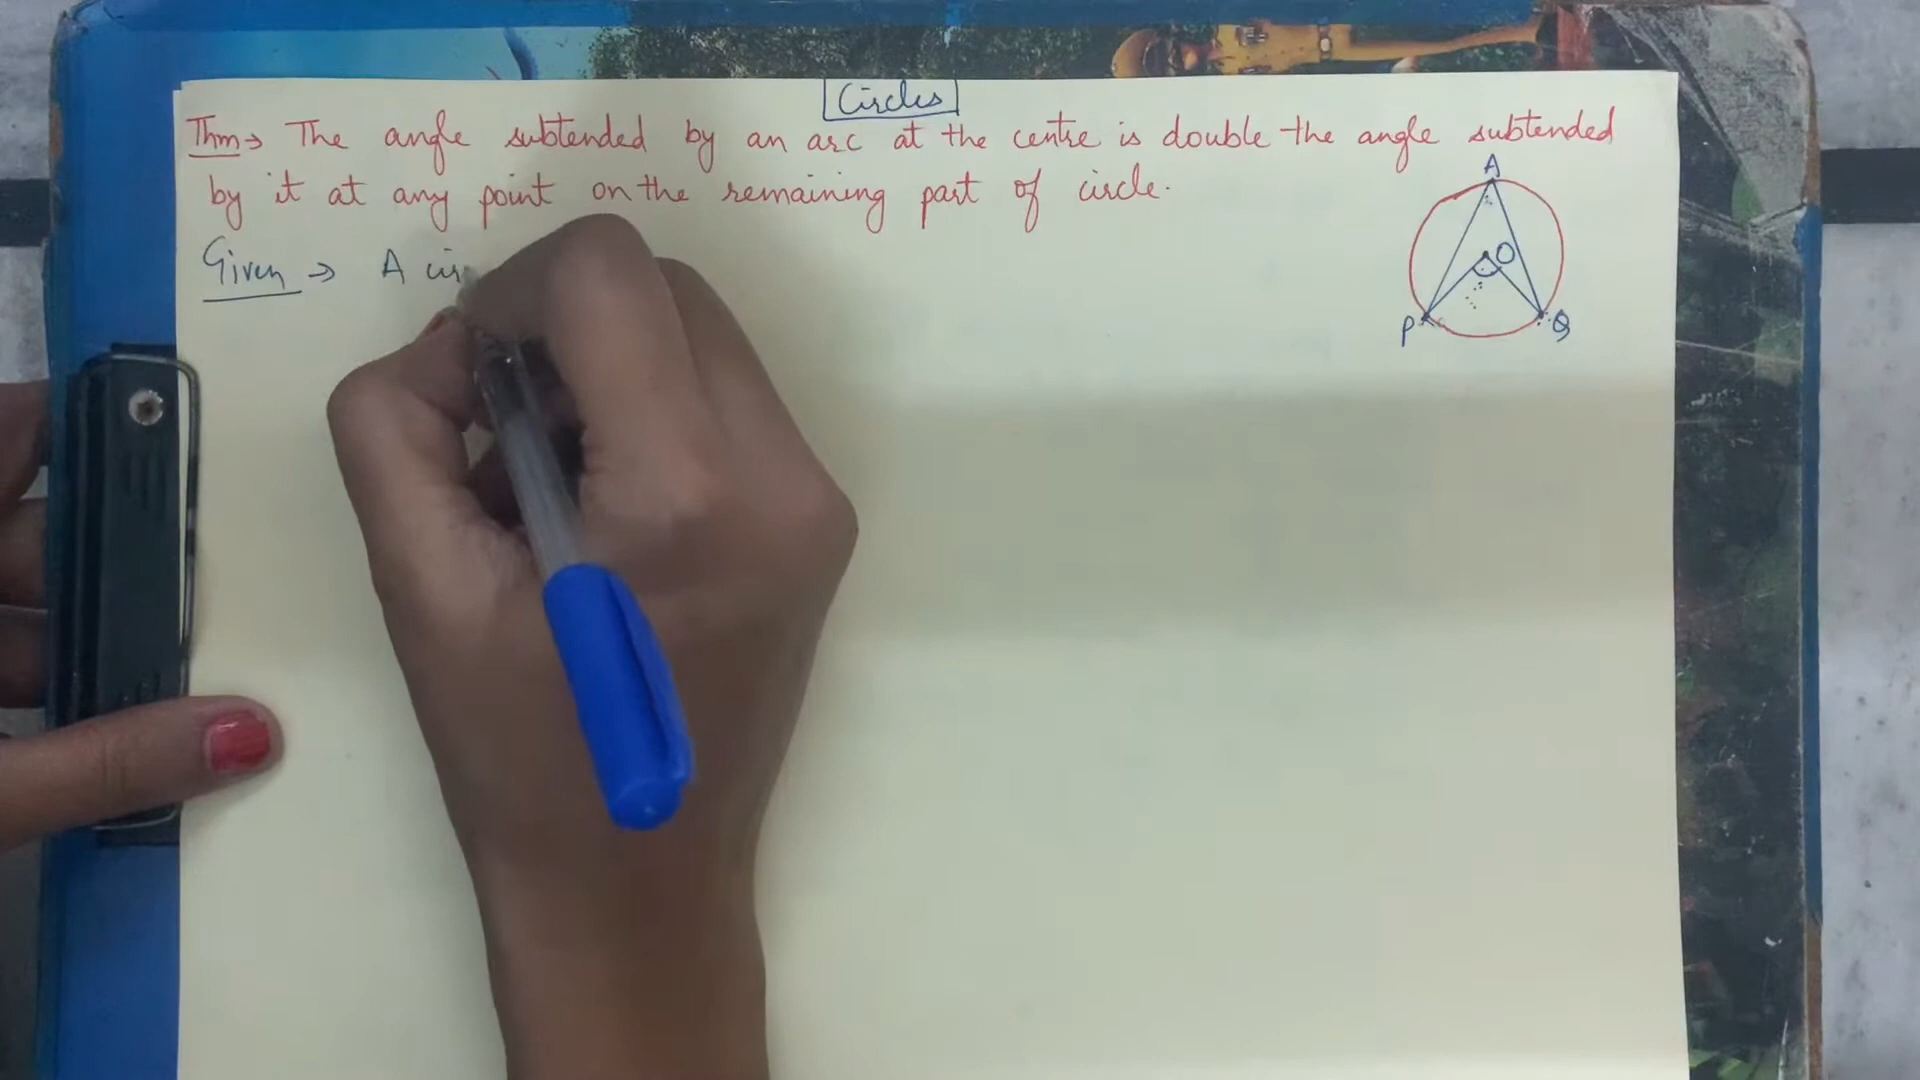 Circles
Thm→ The angle subtended by an arc at the centre is double the angle subtended
by it at any point on the remaining part of circle.
A
Given → A cir
O
P
Q